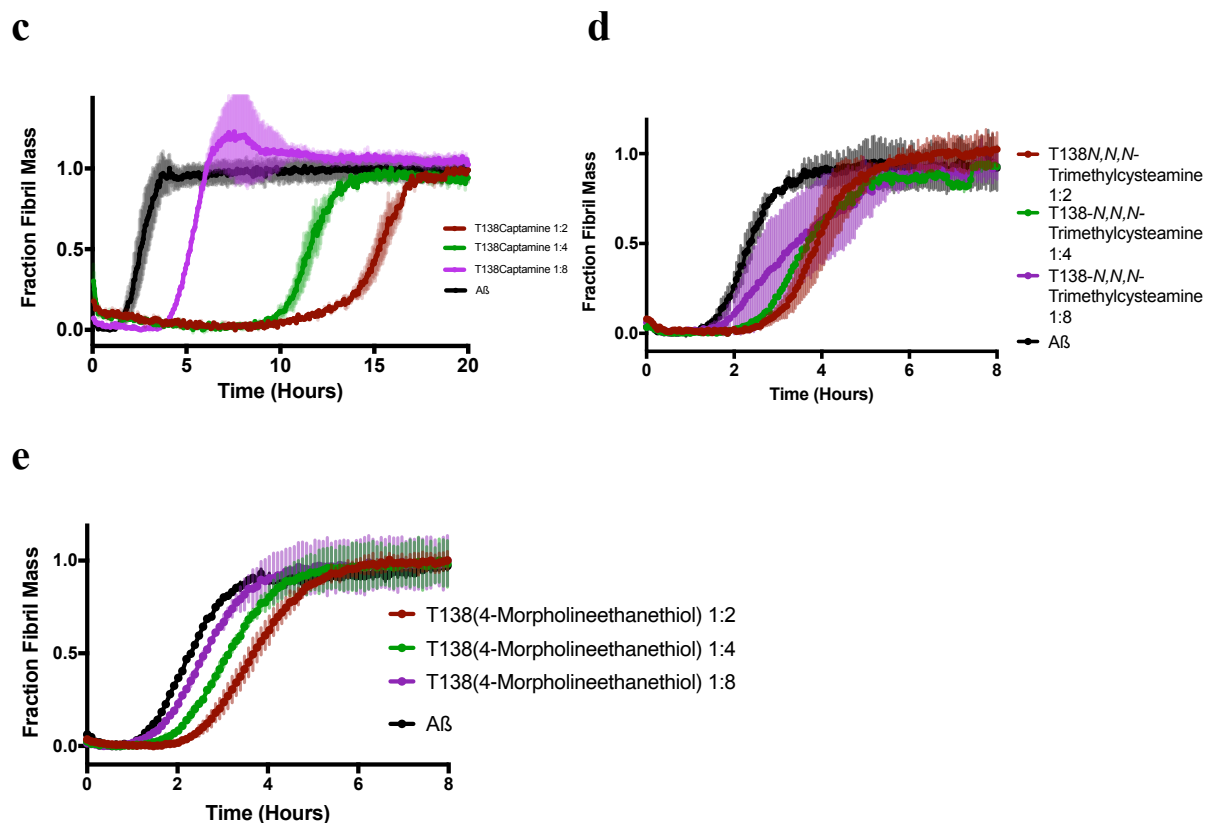 c
Fraction Fibril Mass
1.0
0.5
0.0
0
5
10
15
20
Time (Hours)
T138Captamine 1:2
T138Captamine 1:4
T138Captamine 1:8
Aß
d
Fraction Fibril Mass
1.0
0.5
0.0
0
2
4
6
8
Time (Hours)
T138N,N,N-
Trimethylcysteamine
1:2
T138-N,N,N-
Trimethylcysteamine
1:4
T138-N,N,N-
Trimethylcysteamine
1:8
Aß
e
Fraction Fibril Mass
1.0
0.5
0.0
0
2
4
6
8
Time (Hours)
T138(4-Morpholineethanethiol) 1:2
T138(4-Morpholineethanethiol) 1:4
T138(4-Morpholineethanethiol) 1:8
Aß